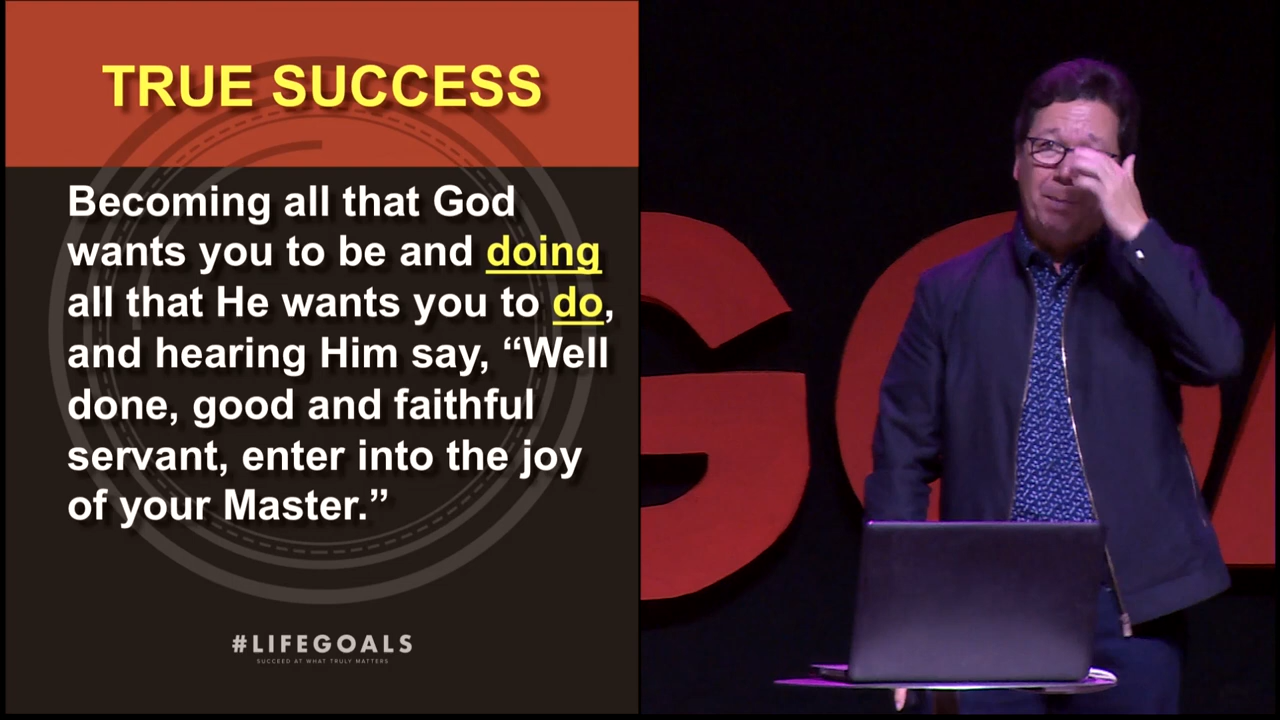 TRUE SUCCESS
Becoming all that God
wants you to be and doing
all that He wants you to do,
and hearing Him say, “Well
done, good and faithful
servant, enter into the joy
of your Master.”
#LIFEGOALS
SUCCEED AT WHAT TRULY MATTERS
GO